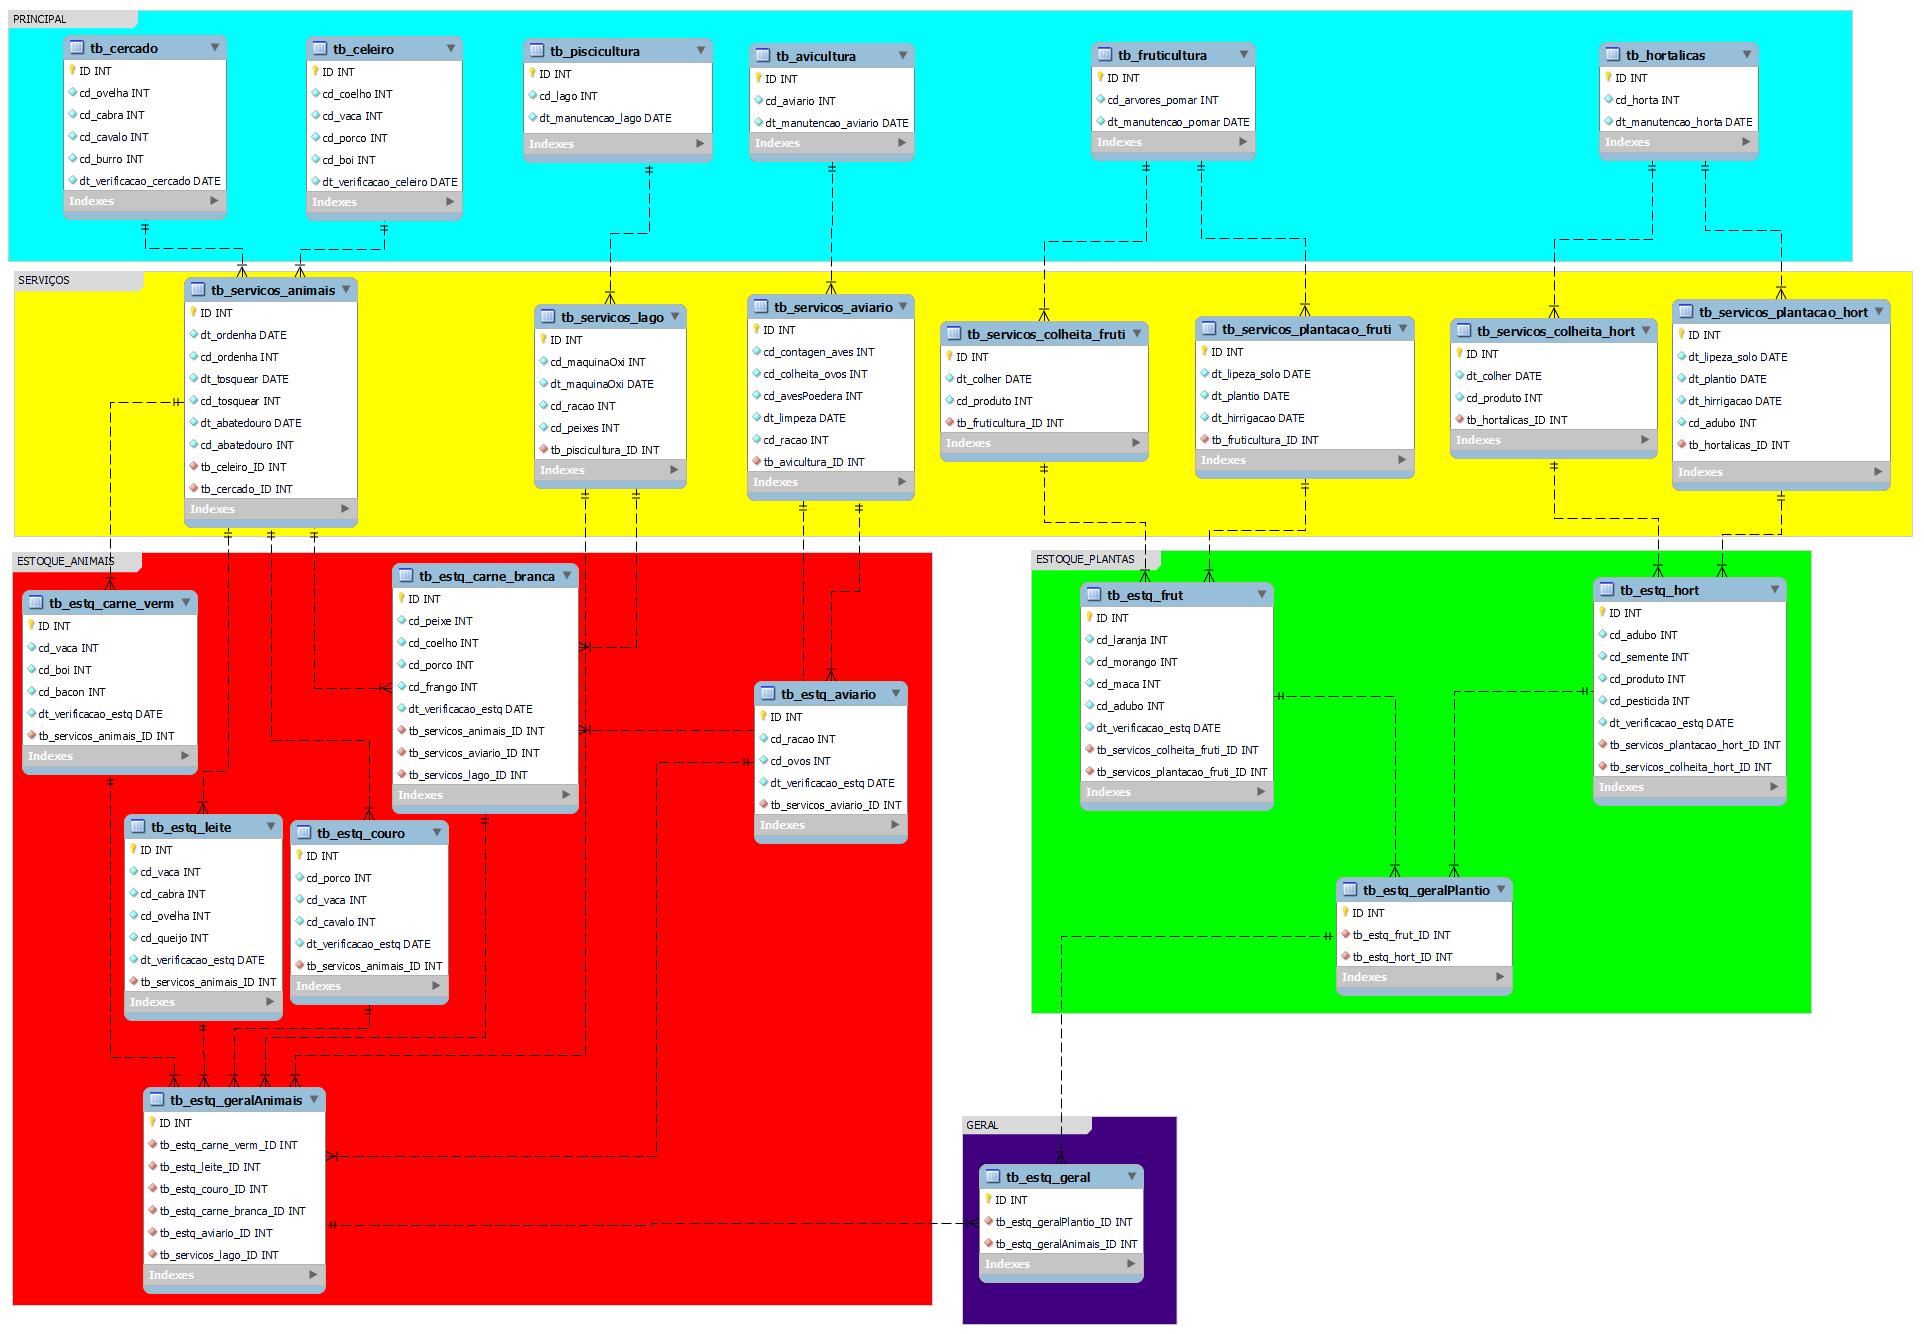 PRINCIPAL
tb_cercado
ID INT
cd_ovelha INT
cd_cabra INT
cd_cavalo INT
cd_burro INT
dt_verificacao_cercado DATE
Indexes
tb_celeiro
ID INT
cd_coelho INT
cd_vaca INT
cd_porco INT
cd_boi INT
dt_verificacao_celeiro DATE
Indexes
tb_piscicultura
ID INT
cd_lago INT
dt_manutencao_lago DATE
Indexes
tb_avicultura
ID INT
cd_aviario INT
dt_manutencao_aviario DATE
Indexes
tb_fruticultura
ID INT
cd_arvores_pomar INT
dt_manutencao_pomar DATE
Indexes
tb_hortalicas
ID INT
cd_horta INT
dt_manutencao_horta DATE
Indexes
SERVIÇOS
tb_servicos_animais
ID INT
dt_ordenha DATE
cd_ordenha INT
dt_tosquear DATE
cd_tosquear INT
dt_abatedouro DATE
cd_abatedouro INT
tb_celeiro_ID INT
tb_cercado_ID INT
Indexes
tb_servicos_lago
ID INT
cd_maquinaOxi INT
dt_maquinaOxi DATE
cd_racao INT
cd_peixes INT
tb_piscicultura_ID INT
Indexes
tb_servicos_aviario
ID INT
cd_contagen_aves INT
cd_colheita_ovos INT
cd_avesPoedera INT
dt_limpeza DATE
cd_racao INT
tb_avicultura_ID INT
Indexes
tb_servicos_colheita_fruti
ID INT
dt_colher DATE
cd_produto INT
tb_fruticultura_ID INT
Indexes
tb_servicos_plantacao_fruti
ID INT
dt_lipeza_solo DATE
dt_plantio DATE
dt_hirrigacao DATE
tb_fruticultura_ID INT
Indexes
tb_servicos_colheita_hort
ID INT
dt_colher DATE
cd_produto INT
tb_hortalicas_ID INT
Indexes
tb_servicos_plantacao_hort
ID INT
dt_lipeza_solo DATE
dt_plantio DATE
dt_hirrigacao DATE
cd_adubo INT
tb_hortalicas_ID INT
Indexes
ESTOQUE_ANIMAIS
tb_estq_carne_verm
ID INT
cd_vaca INT
cd_boi INT
cd_bacon INT
dt_verificacao_estq DATE
tb_servicos_animais_ID INT
Indexes
tb_estq_carne_branca
ID INT
cd_peixe INT
cd_coelho INT
cd_porco INT
cd_frango INT
dt_verificacao_estq DATE
tb_servicos_animais_ID INT
tb_servicos_aviario_ID INT
tb_servicos_lago_ID INT
Indexes
tb_estq_aviario
ID INT
cd_racao INT
cd_ovos INT
dt_verificacao_estq DATE
tb_servicos_aviario_ID INT
Indexes
tb_estq_leite
ID INT
cd_vaca INT
cd_cabra INT
cd_ovelha INT
cd_queijo INT
dt_verificacao_estq DATE
tb_servicos_animais_ID INT
Indexes
tb_estq_couro
ID INT
cd_porco INT
cd_vaca INT
cd_cavalo INT
dt_verificacao_estq DATE
tb_servicos_animais_ID INT
Indexes
tb_estq_geralAnimais
ID INT
tb_estq_carne_verm_ID INT
tb_estq_leite_ID INT
tb_estq_couro_ID INT
tb_estq_carne_branca_ID INT
tb_estq_aviario_ID INT
tb_servicos_lago_ID INT
Indexes
ESTOQUE_PLANTAS
tb_estq_frut
ID INT
cd_laranja INT
cd_morango INT
cd_maca INT
cd_adubo INT
dt_verificacao_estq DATE
tb_servicos_colheita_fruti_ID INT
tb_servicos_plantacao_fruti_ID INT
Indexes
tb_estq_hort
ID INT
cd_adubo INT
cd_semente INT
cd_produto INT
cd_pesticida INT
dt_verificacao_estq DATE
tb_servicos_plantacao_hort_ID INT
tb_servicos_colheita_hort_ID INT
Indexes
tb_estq_geralPlantio
ID INT
tb_estq_frut_ID INT
tb_estq_hort_ID INT
Indexes
GERAL
tb_estq_geral
ID INT
tb_estq_geralPlantio_ID INT
tb_estq_geralAnimais_ID INT
Indexes